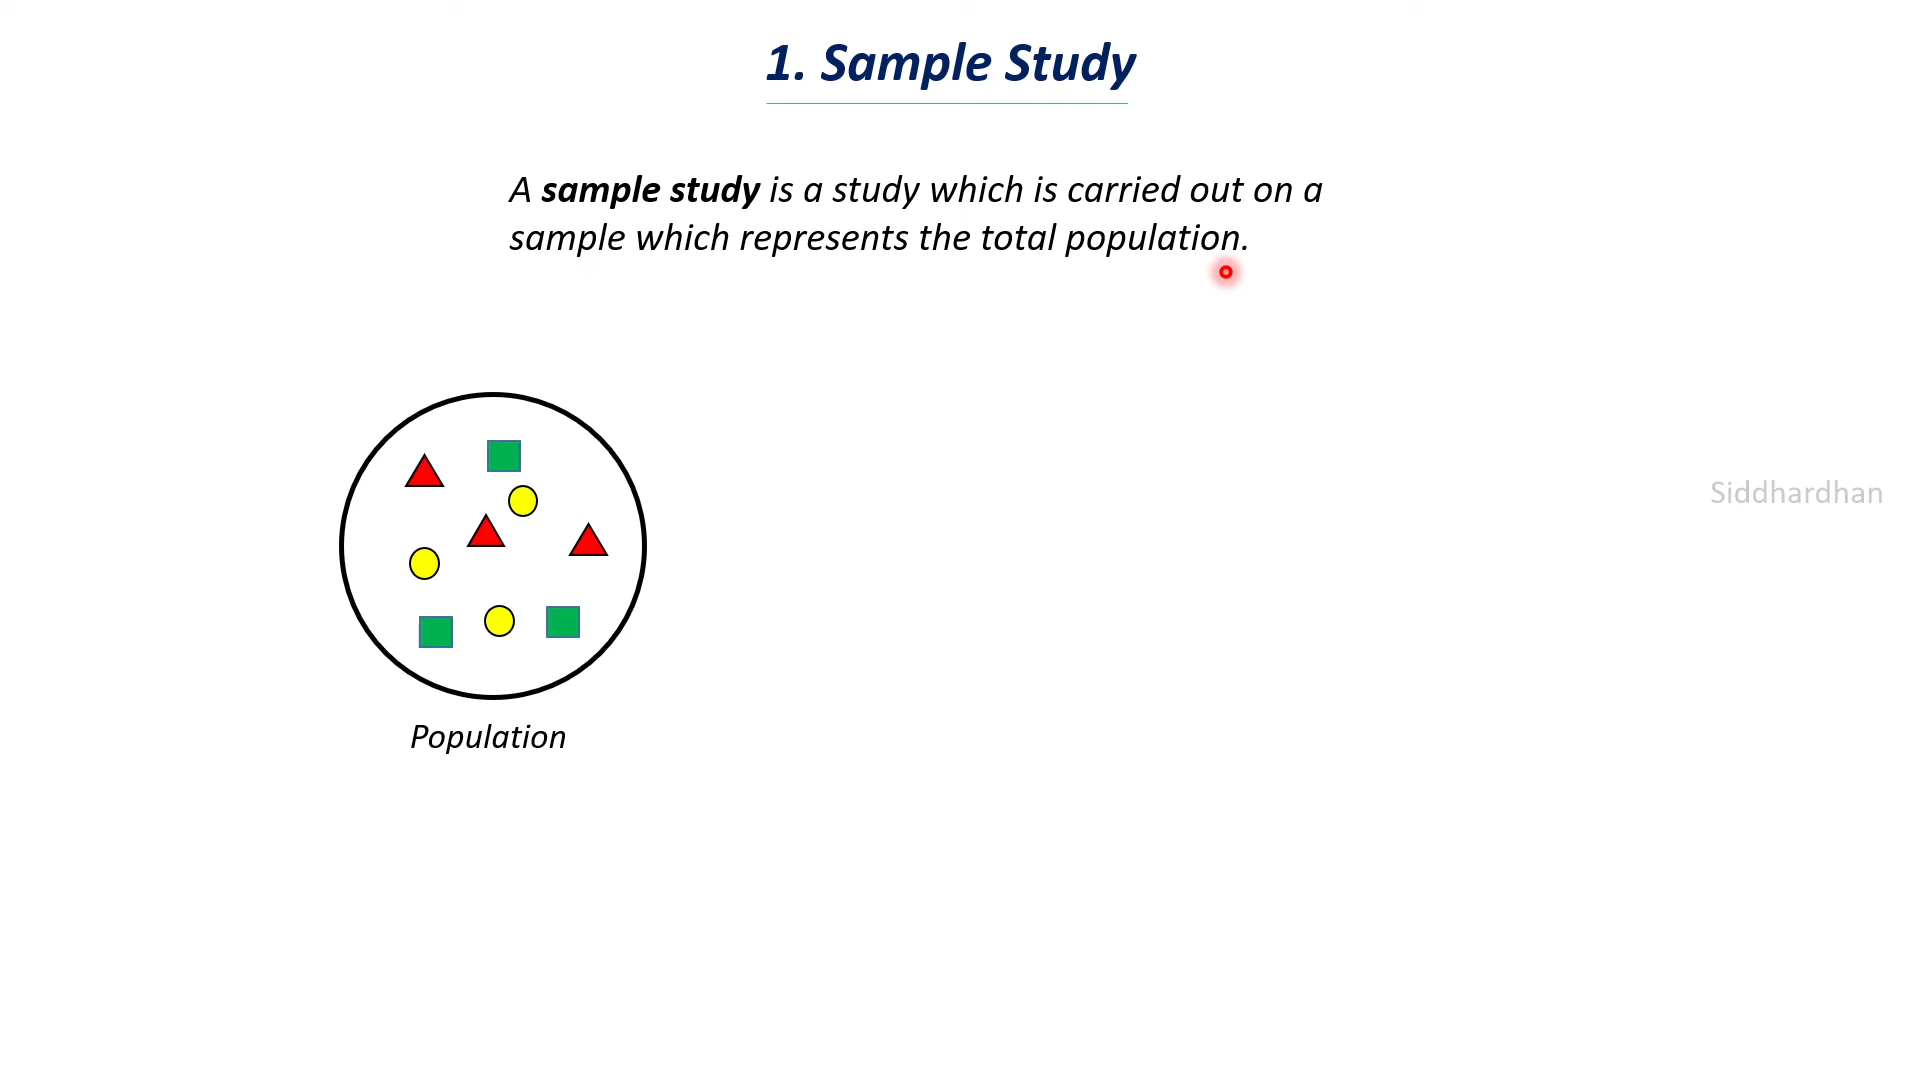 1. Sample Study
A sample study is a study which is carried out on a
sample which represents the total population.
Siddhardhan
Population